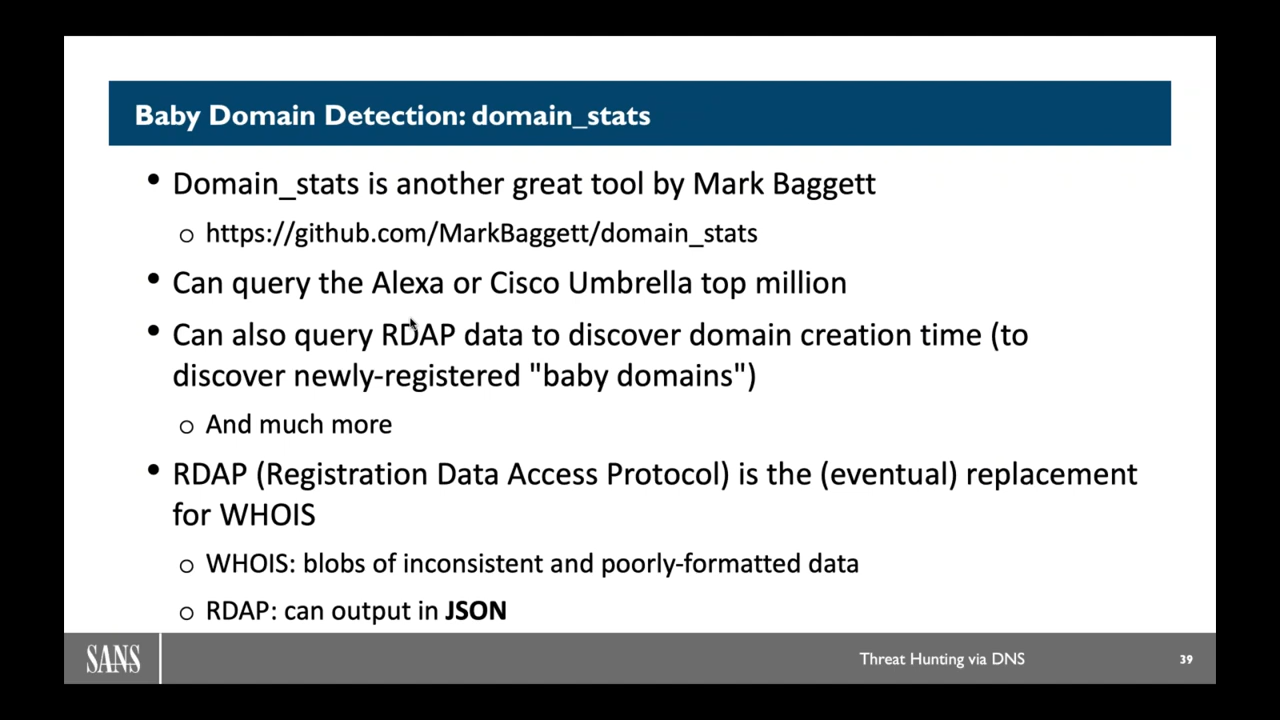 Baby Domain Detection: domain_stats
• Domain_stats is another great tool by Mark Baggett
o https://github.com/MarkBaggett/domain_stats
• Can query the Alexa or Cisco Umbrella top million
• Can also query RDAP data to discover domain creation time (to
discover newly-registered "baby domains")
o And much more
• RDAP (Registration Data Access Protocol) is the (eventual) replacement
for WHOIS
o WHOIS: blobs of inconsistent and poorly-formatted data
o RDAP: can output in JSON
SANS
Threat Hunting via DNS
39